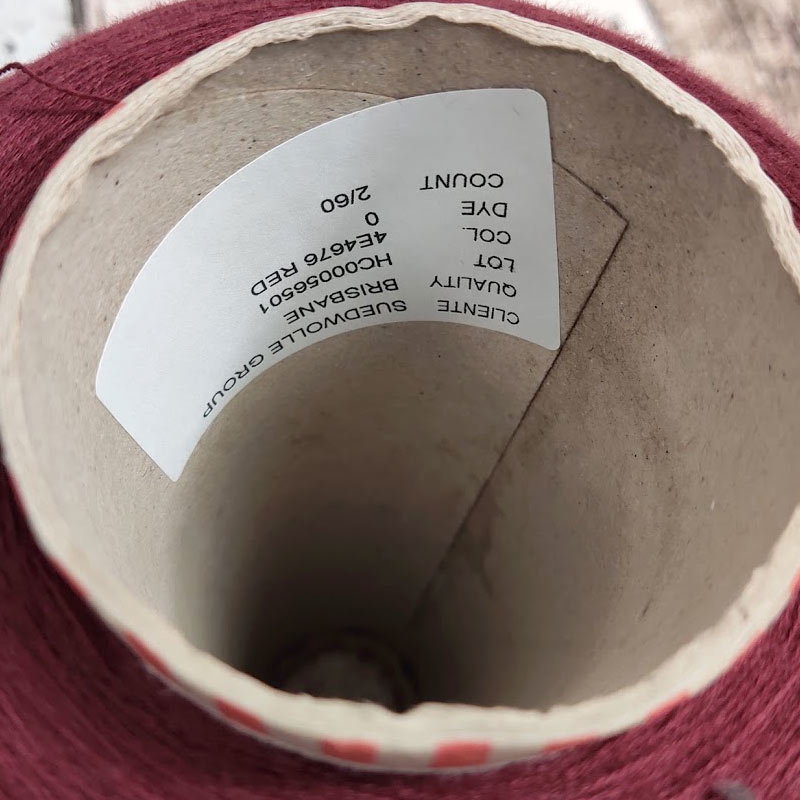 CLIENTE SUEDWOLLE GROUP
QUALITY BRISBANE
LOT HC00056501
COL. 4E4676 RED
DYE 0
COUNT 2/60